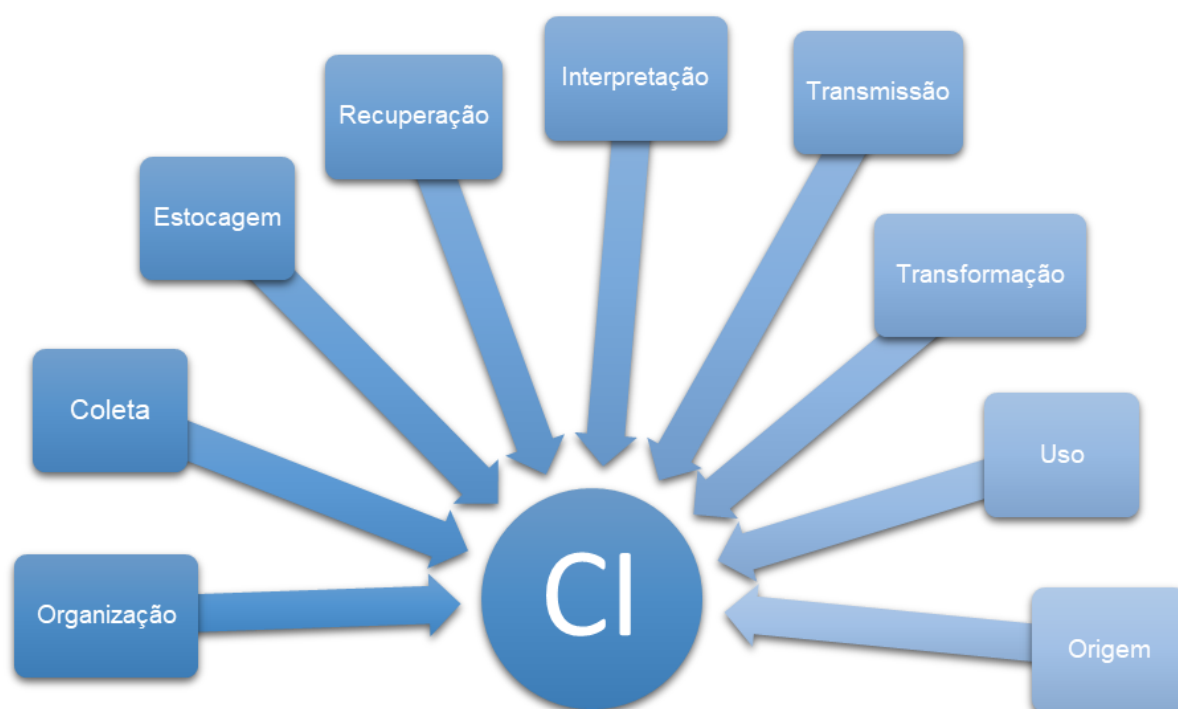 Organização
Coleta
Estocagem
Recuperação
Interpretação
Transmissão
Transformação
Uso
Origem
CI